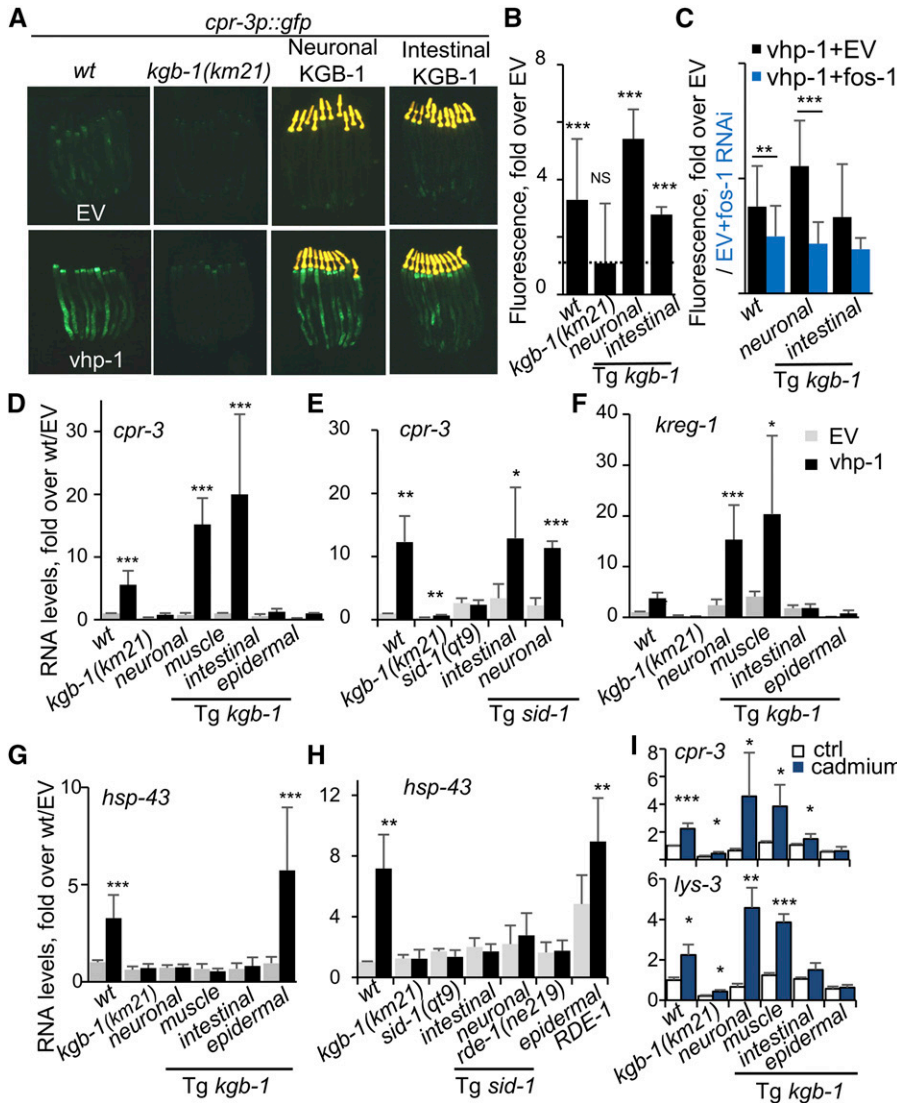 A
cpr-3p::gfp
wt
kgb-1(km21)
Neuronal
KGB-1
Intestinal
KGB-1
EV
vhp-1
B
Fluorescence, fold over EV
8
4
0
***
NS
***
***
wt
kgb-1(km21)
neuronal
intestinal
Tg kgb-1
C
vhp-1+EV
vhp-1+fos-1
Fluorescence, fold over EV
/ EV+fos-1 RNAi
**
***
wt
neuronal
intestinal
Tg kgb-1
D
RNA levels, fold over wt/EV
cpr-3
30
20
10
0
***
***
***
wt
kgb-1(km21)
neuronal
muscle
intestinal
epidermal
Tg kgb-1
E
cpr-3
30
20
10
0
**
**
*
***
wt
kgb-1(km21)
sid-1(qt9)
intestinal
neuronal
Tg sid-1
F
kreg-1
EV
vhp-1
40
30
20
10
0
***
*
wt
kgb-1(km21)
neuronal
muscle
intestinal
epidermal
Tg kgb-1
G
RNA levels, fold over wt/EV
hsp-43
10
5
0
***
***
wt
kgb-1(km21)
neuronal
muscle
intestinal
epidermal
Tg kgb-1
H
hsp-43
12
8
4
0
**
**
wt
kgb-1(km21)
sid-1(qt9)
intestinal
neuronal
rde-1(ne219)
epidermal
RDE-1
Tg sid-1
I
cpr-3
ctrl
cadmium
8
6
4
2
0
***
*
*
*
*
lys-3
6
4
2
0
*
*
**
***
wt
kgb-1(km21)
neuronal
muscle
intestinal
epidermal
Tg kgb-1